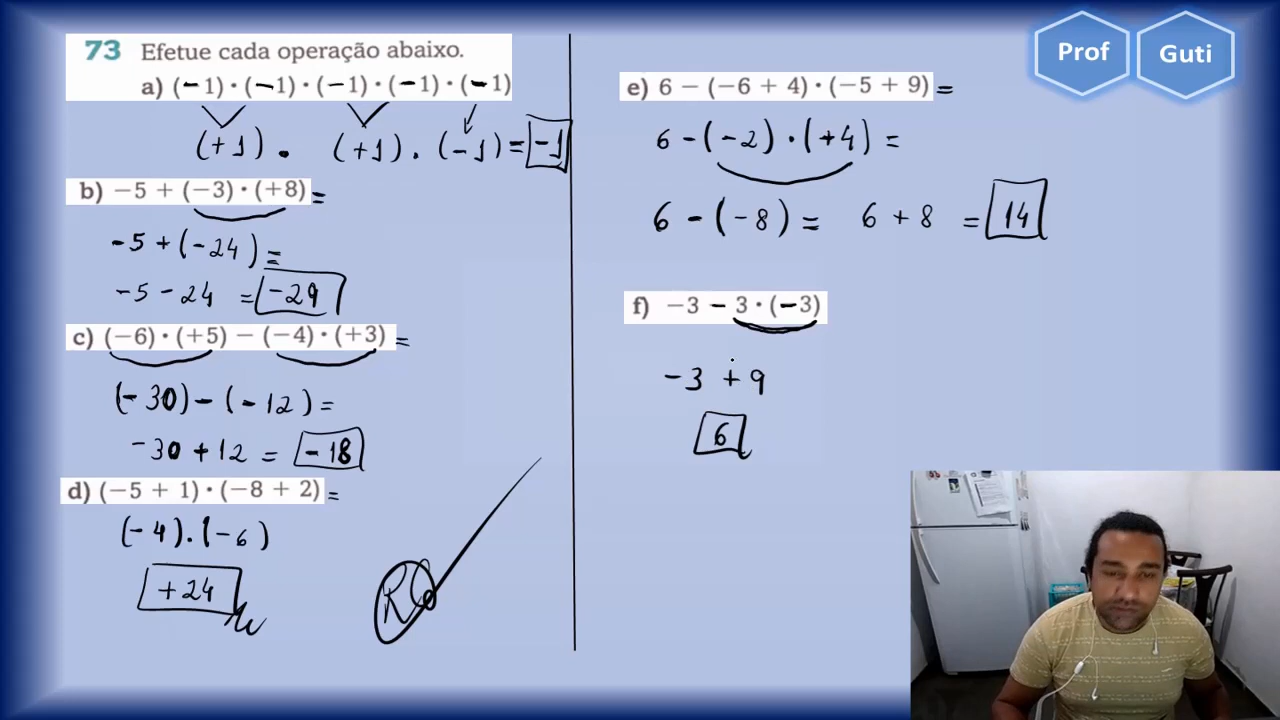 73 Efetue cada operação abaixo.
a) (−1) · (−1) · (−1) · (−1) · (−1)
(+1) . (+1) . (-1) = -1
b) −5 + (−3) · (+8) =
-5 + (-24) =
-5 - 24 = -29
c) (−6) · (+5) − (−4) · (+3) =
(-30) - (-12) =
-30 + 12 = -18
d) (−5 + 1) · (−8 + 2) =
(-4) . (-6)
+24
Prof Guti
e) 6 − (−6 + 4) · (−5 + 9) =
6 - (-2) · (+4) =
6 - (-8) = 6 + 8 = 14
f) −3 − 3 · (−3)
-3 + 9
6